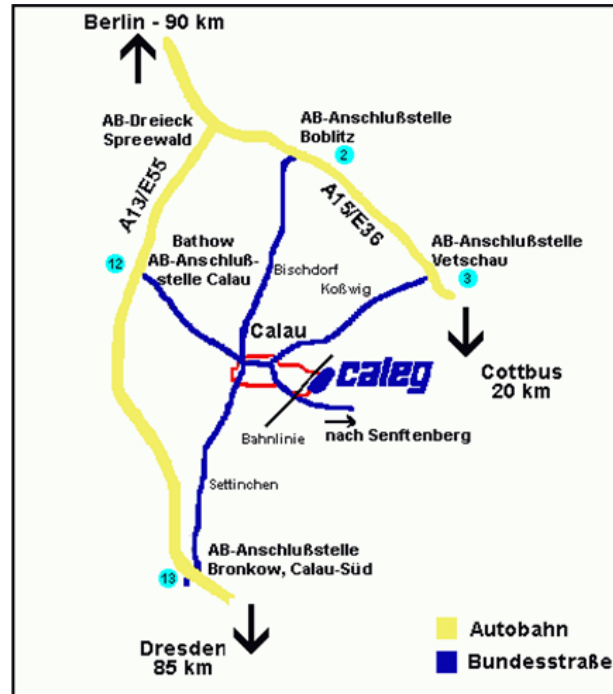 Berlin - 90 km
AB-Dreieck
Spreewald
AB-Anschlußstelle
Boblitz
2
A13/E55
A15/E36
12
Bathow
AB-Anschluß-
stelle Calau
Bischdorf
Koßwig
AB-Anschlußstelle
Vetschau
3
Calau
caleg
Cottbus
20 km
Bahnlinie
nach Senftenberg
Settinchen
AB-Anschlußstelle
Bronkow, Calau-Süd
13
Dresden
85 km
Autobahn
Bundesstraße